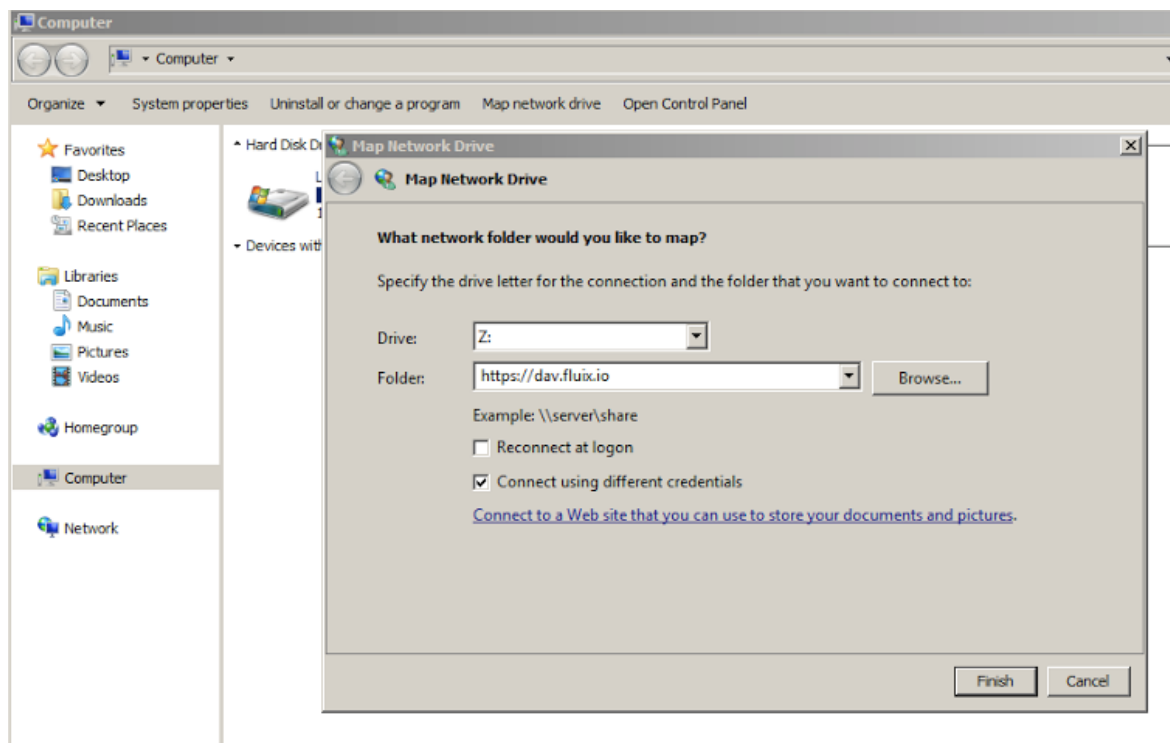 Computer
Computer
Organize System properties Uninstall or change a program Map network drive Open Control Panel
Favorites
Desktop
Downloads
Recent Places
Libraries
Documents
Music
Pictures
Videos
Homegroup
Computer
Network
Hard Disk
Devices with
Map Network Drive
Map Network Drive
What network folder would you like to map?
Specify the drive letter for the connection and the folder that you want to connect to:
Drive: Z:
Folder: https://dav.fluix.io Browse...
Example: \\server\share
Reconnect at logon
Connect using different credentials
Connect to a Web site that you can use to store your documents and pictures.
Finish Cancel